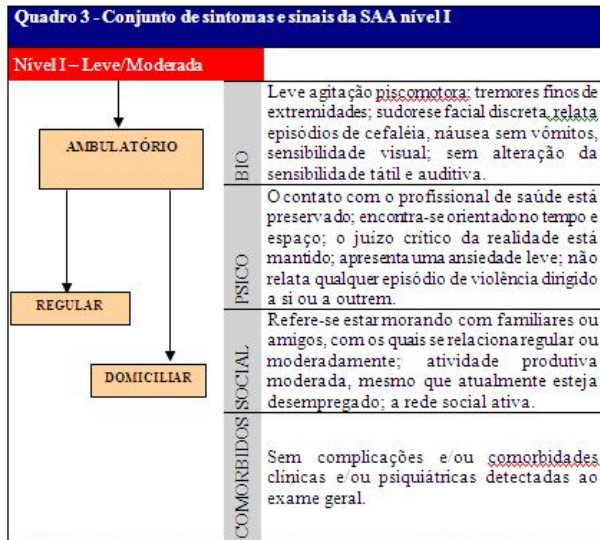 Quadro 3 - Conjunto de sintomas e sinais da SAA nível I
Nível I – Leve/Moderada
AMBULATÓRIO
REGULAR
DOMICILIAR
BIO
Leve agitação piscomotora; tremores finos de
extremidades; sudorese facial discreta, relata
episódios de cefaléia, náusea sem vômitos,
sensibilidade visual; sem alteração da
sensibilidade tátil e auditiva.
PSICO
O contato com o profissional de saúde está
preservado; encontra-se orientado no tempo e
espaço; o juízo crítico da realidade está
mantido; apresenta uma ansiedade leve; não
relata qualquer episódio de violência dirigido
a si ou a outrem.
SOCIAL
Refere-se estar morando com familiares ou
amigos, com os quais se relaciona regular ou
moderadamente; atividade produtiva
moderada, mesmo que atualmente esteja
desempregado; a rede social ativa.
COMORBIDOS
Sem complicações e/ou comorbidades
clínicas e/ou psiquiátricas detectadas ao
exame geral.